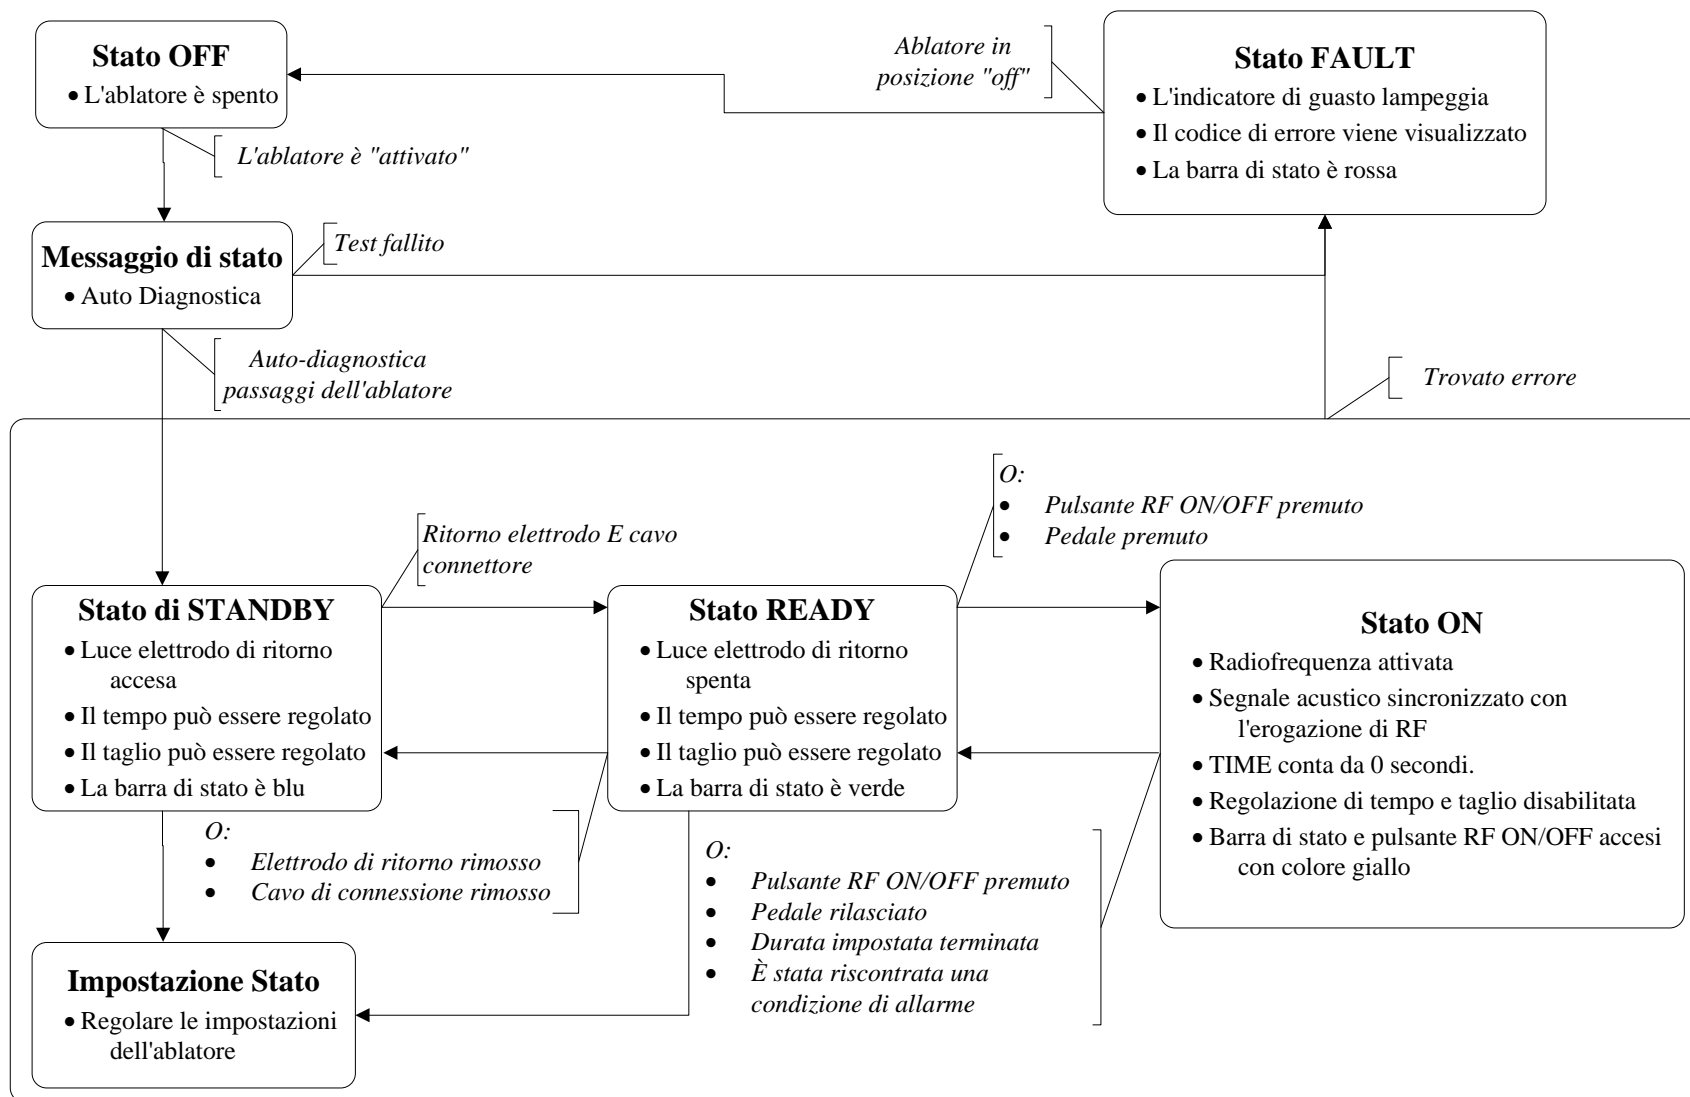 Stato OFF
• L'ablatore è spento
L'ablatore è "attivato"
Ablatore in
posizione "off"
Stato FAULT
• L'indicatore di guasto lampeggia
• Il codice di errore viene visualizzato
• La barra di stato è rossa
Messaggio di stato
• Auto Diagnostica
Test fallito
Auto-diagnostica
passaggi dell'ablatore
Trovato errore
Ritorno elettrodo E cavo
connettore
O:
• Pulsante RF ON/OFF premuto
• Pedale premuto
Stato di STANDBY
• Luce elettrodo di ritorno
accesa
• Il tempo può essere regolato
• Il taglio può essere regolato
• La barra di stato è blu
Stato READY
• Luce elettrodo di ritorno
spenta
• Il tempo può essere regolato
• Il taglio può essere regolato
• La barra di stato è verde
Stato ON
• Radiofrequenza attivata
• Segnale acustico sincronizzato con
l'erogazione di RF
• TIME conta da 0 secondi.
• Regolazione di tempo e taglio disabilitata
• Barra di stato e pulsante RF ON/OFF accesi
con colore giallo
O:
• Elettrodo di ritorno rimosso
• Cavo di connessione rimosso
O:
• Pulsante RF ON/OFF premuto
• Pedale rilasciato
• Durata impostata terminata
• È stata riscontrata una
condizione di allarme
Impostazione Stato
• Regolare le impostazioni
dell'ablatore